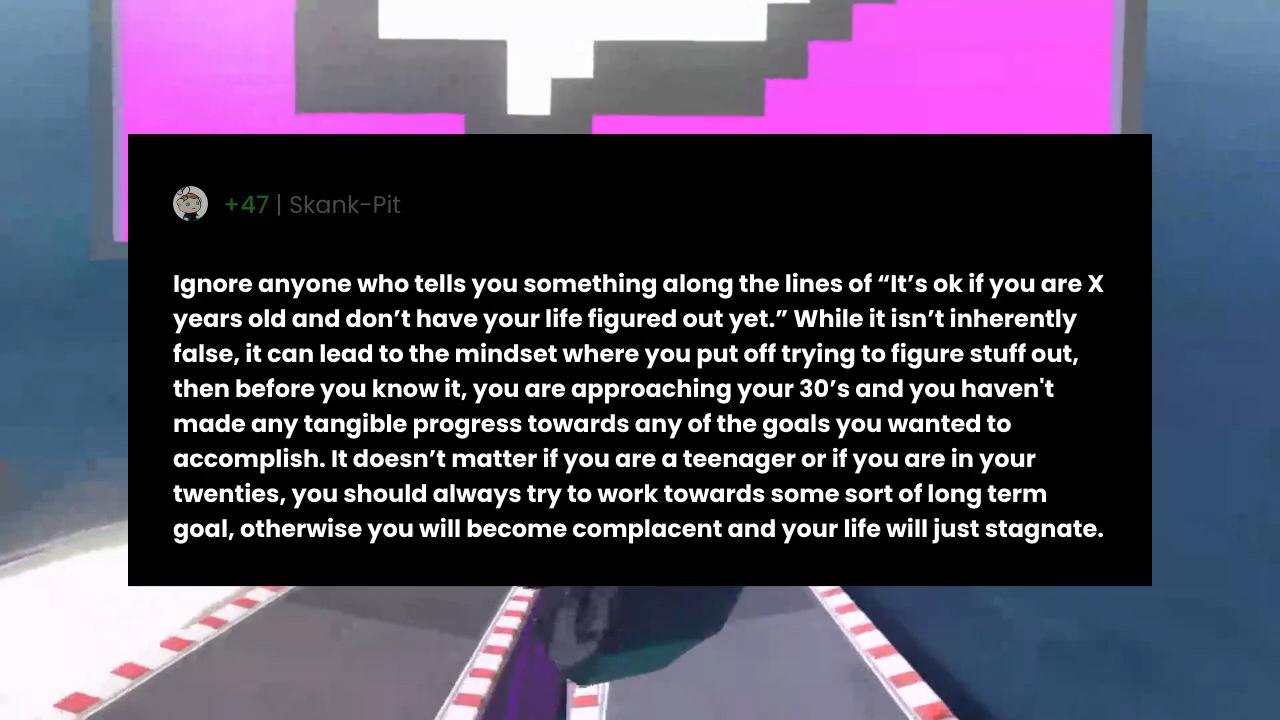 +47 | Skank-Pit
Ignore anyone who tells you something along the lines of “It’s ok if you are X
years old and don’t have your life figured out yet.” While it isn’t inherently
false, it can lead to the mindset where you put off trying to figure stuff out,
then before you know it, you are approaching your 30’s and you haven't
made any tangible progress towards any of the goals you wanted to
accomplish. It doesn’t matter if you are a teenager or if you are in your
twenties, you should always try to work towards some sort of long term
goal, otherwise you will become complacent and your life will just stagnate.